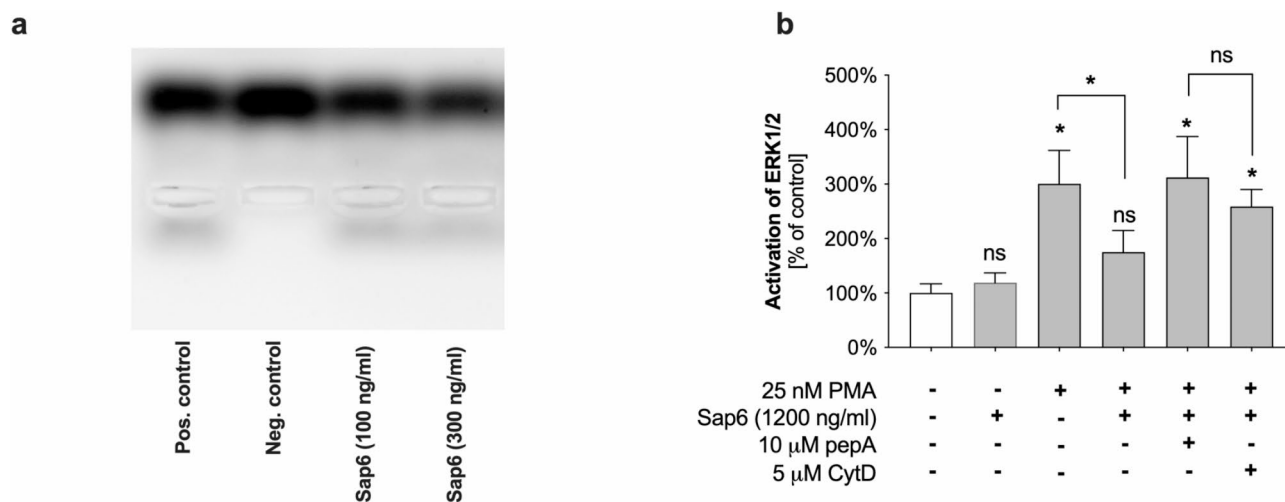 a
Pos. control
Neg. control
Sap6 (100 ng/ml)
Sap6 (300 ng/ml)
b
Activation of ERK1/2
[% of control]
500%
400%
300%
200%
100%
0%
ns
*
ns
*
*
*
ns
25 nM PMA - - + + + +
Sap6 (1200 ng/ml) - + - + + +
10 μM pepA - - - - + -
5 μM CytD - - - - - +